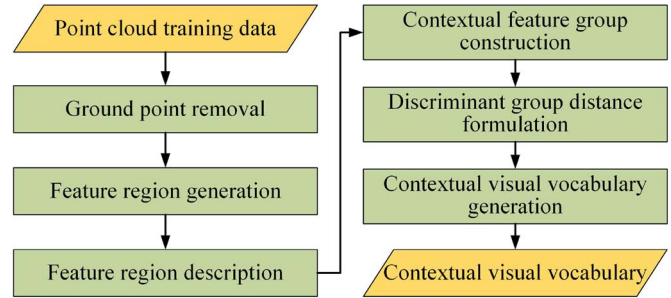 Point cloud training data
Ground point removal
Feature region generation
Feature region description
Contextual feature group
construction
Discriminant group distance
formulation
Contextual visual vocabulary
generation
Contextual visual vocabulary